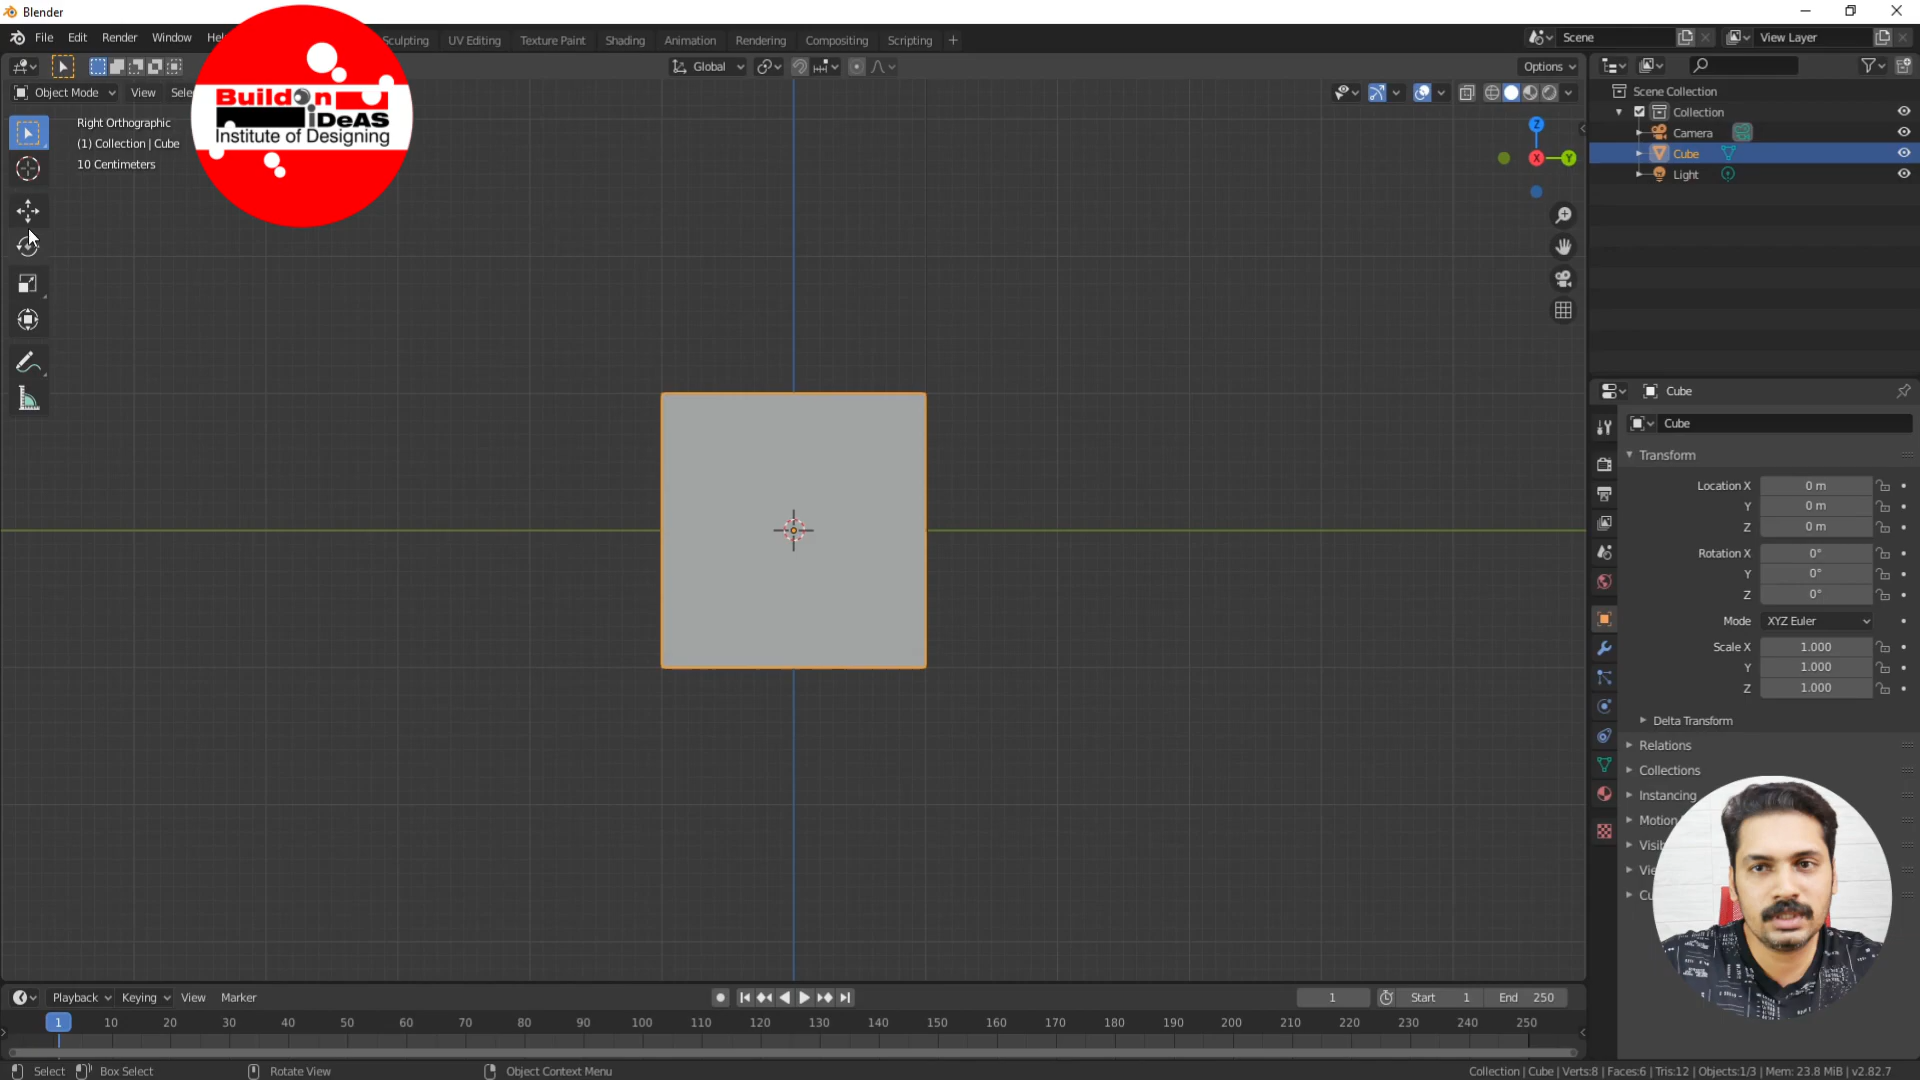 Blender
File Edit Render Window Hel
Sculpting UV Editing Texture Paint Shading Animation Rendering Compositing Scripting +
Scene View Layer
Global Options
Object Mode View Sele
Right Orthographic
(1) Collection | Cube
10 Centimeters
Build on
iDeAS
Institute of Designing
Z
X Y
Scene Collection
Collection
Camera
Cube
Light
Cube
Cube
Transform
Location X 0 m
Y 0 m
Z 0 m
Rotation X 0°
Y 0°
Z 0°
Mode XYZ Euler
Scale X 1.000
Y 1.000
Z 1.000
Delta Transform
Relations
Collections
Instancing
Motion
Visib
Vie
Cu
Playback Keying View Marker
1 Start 1 End 250
1 10 20 30 40 50 60 70 80 90 100 110 120 130 140 150 160 170 180 190 200 210 220 230 240 250
Select Box Select Rotate View Object Context Menu
Collection | Cube | Verts:8 | Faces:6 | Tris:12 | Objects:1/3 | Mem: 23.8 MiB | v2.82.7